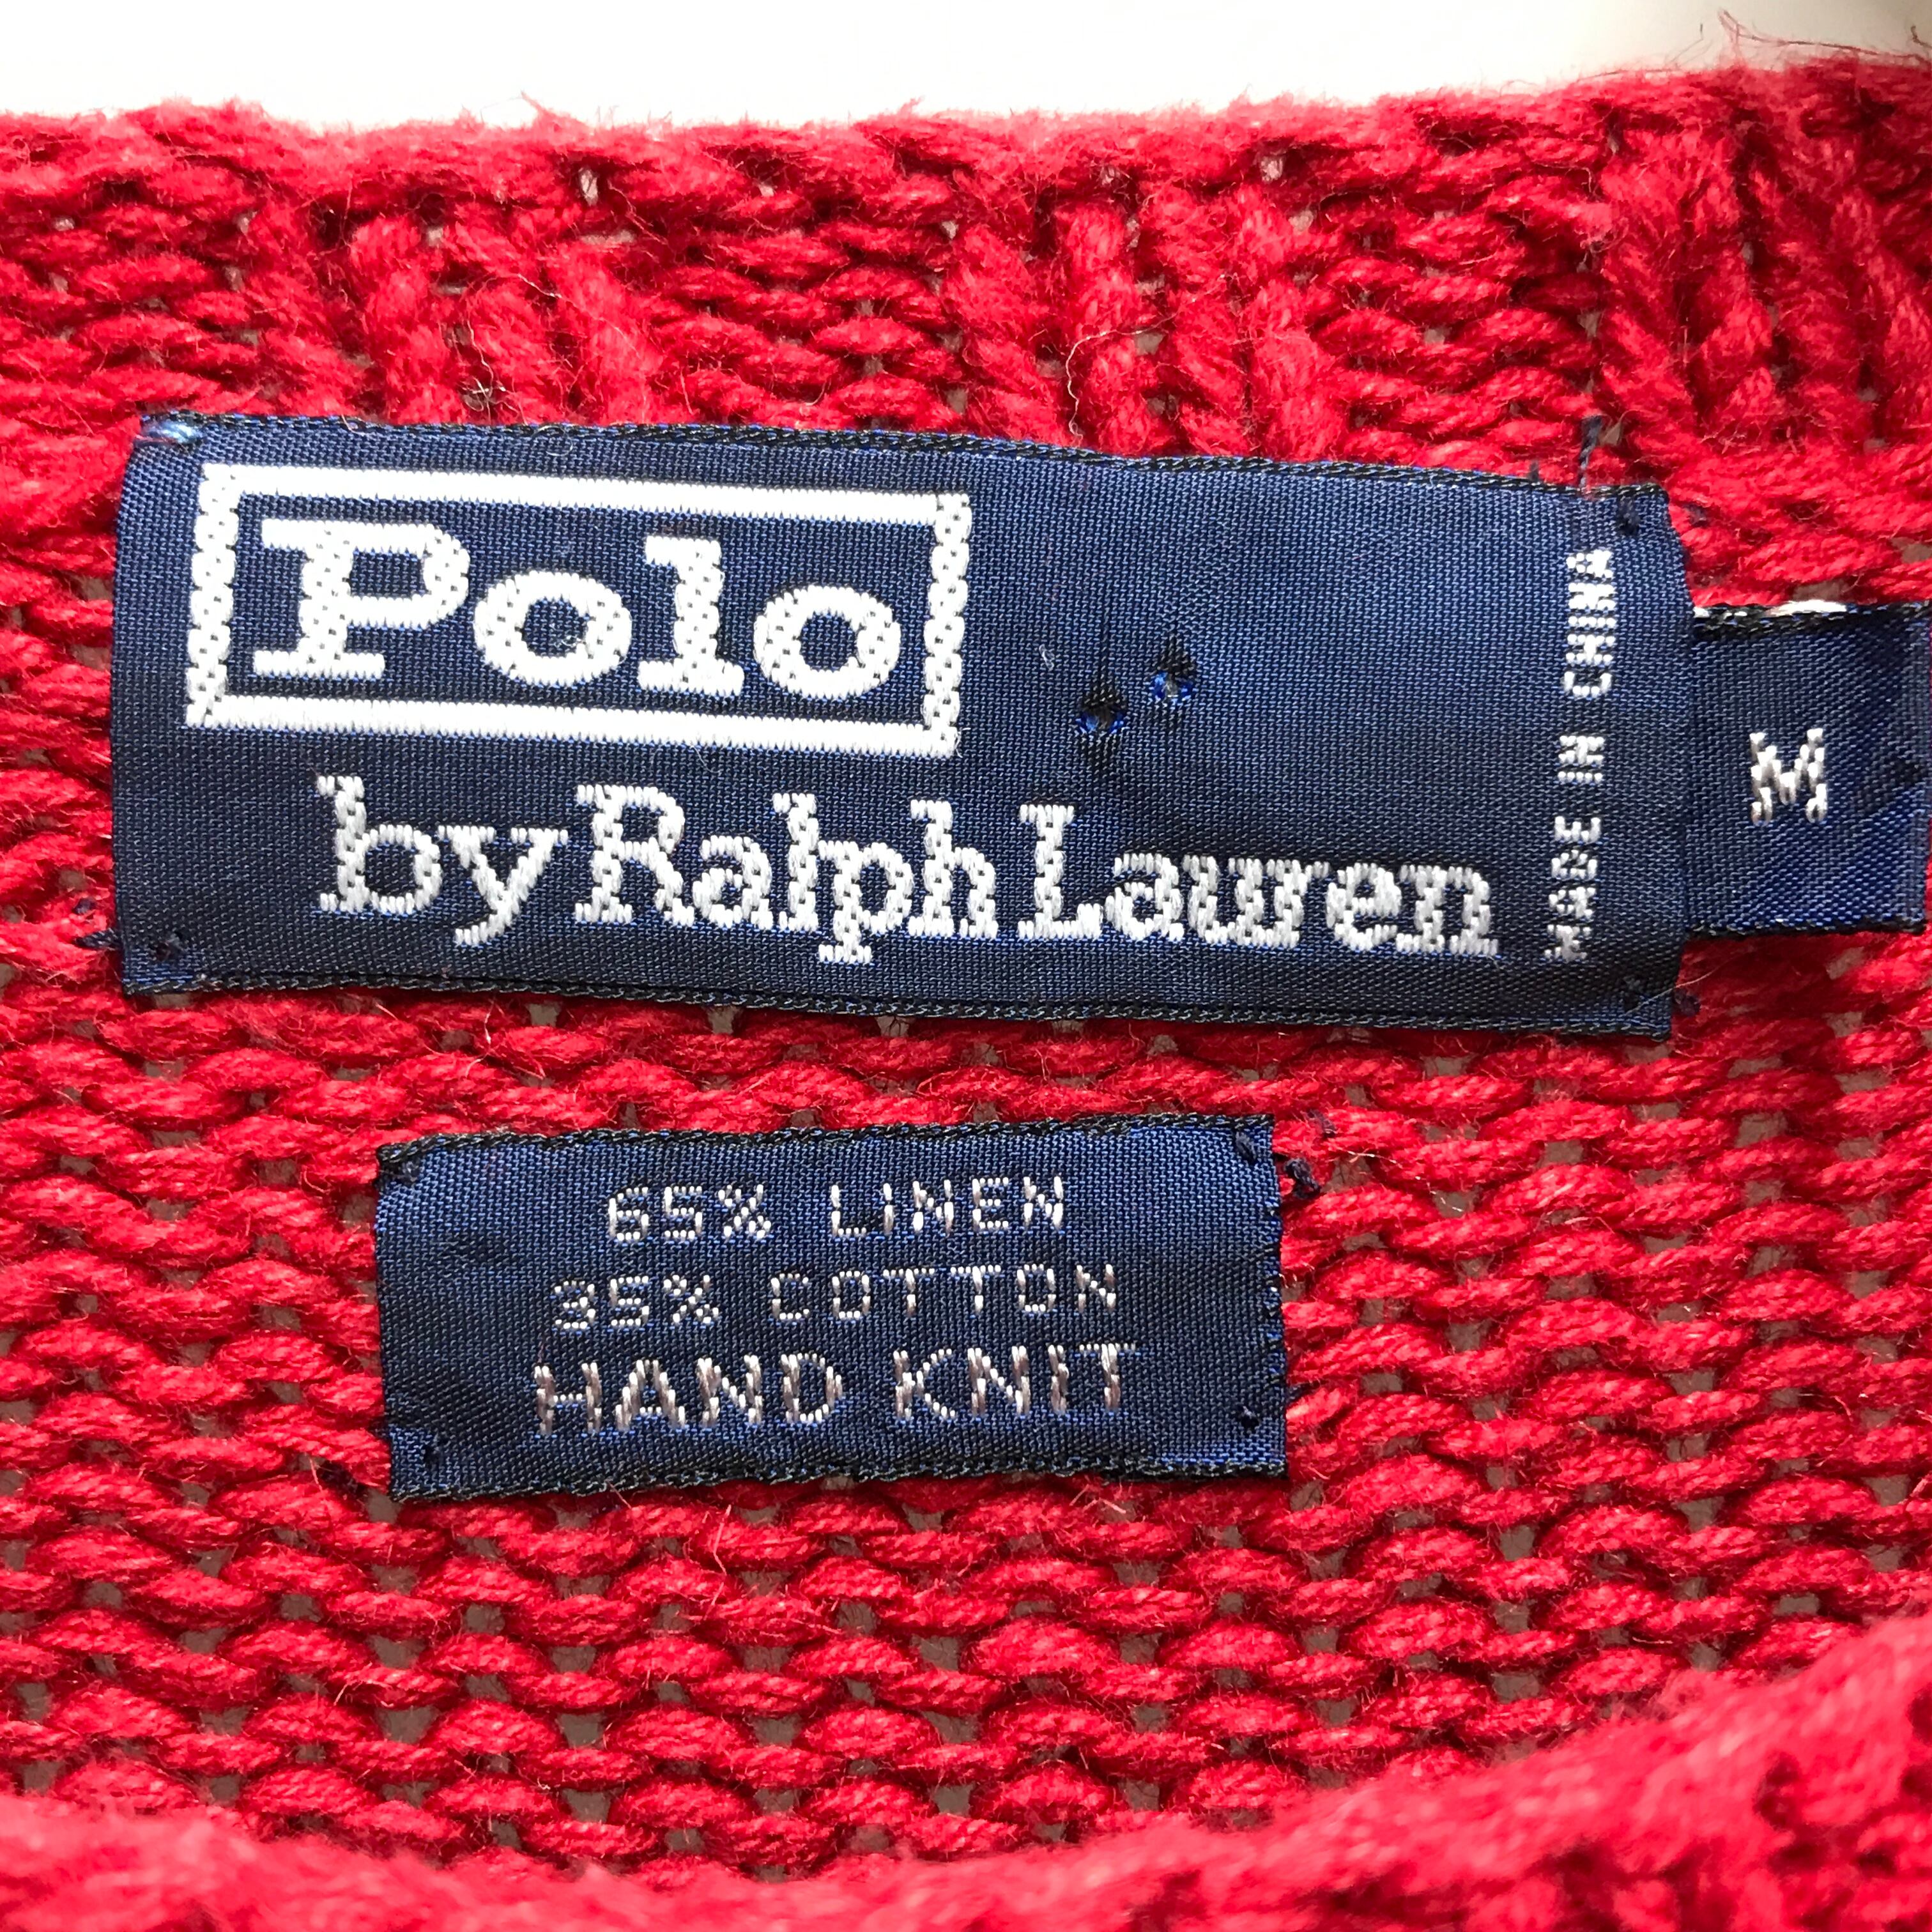 Polo
by Ralph Lauren
MADE IN CHINA
M
65% LINEN
35% COTTON
HAND KNIT